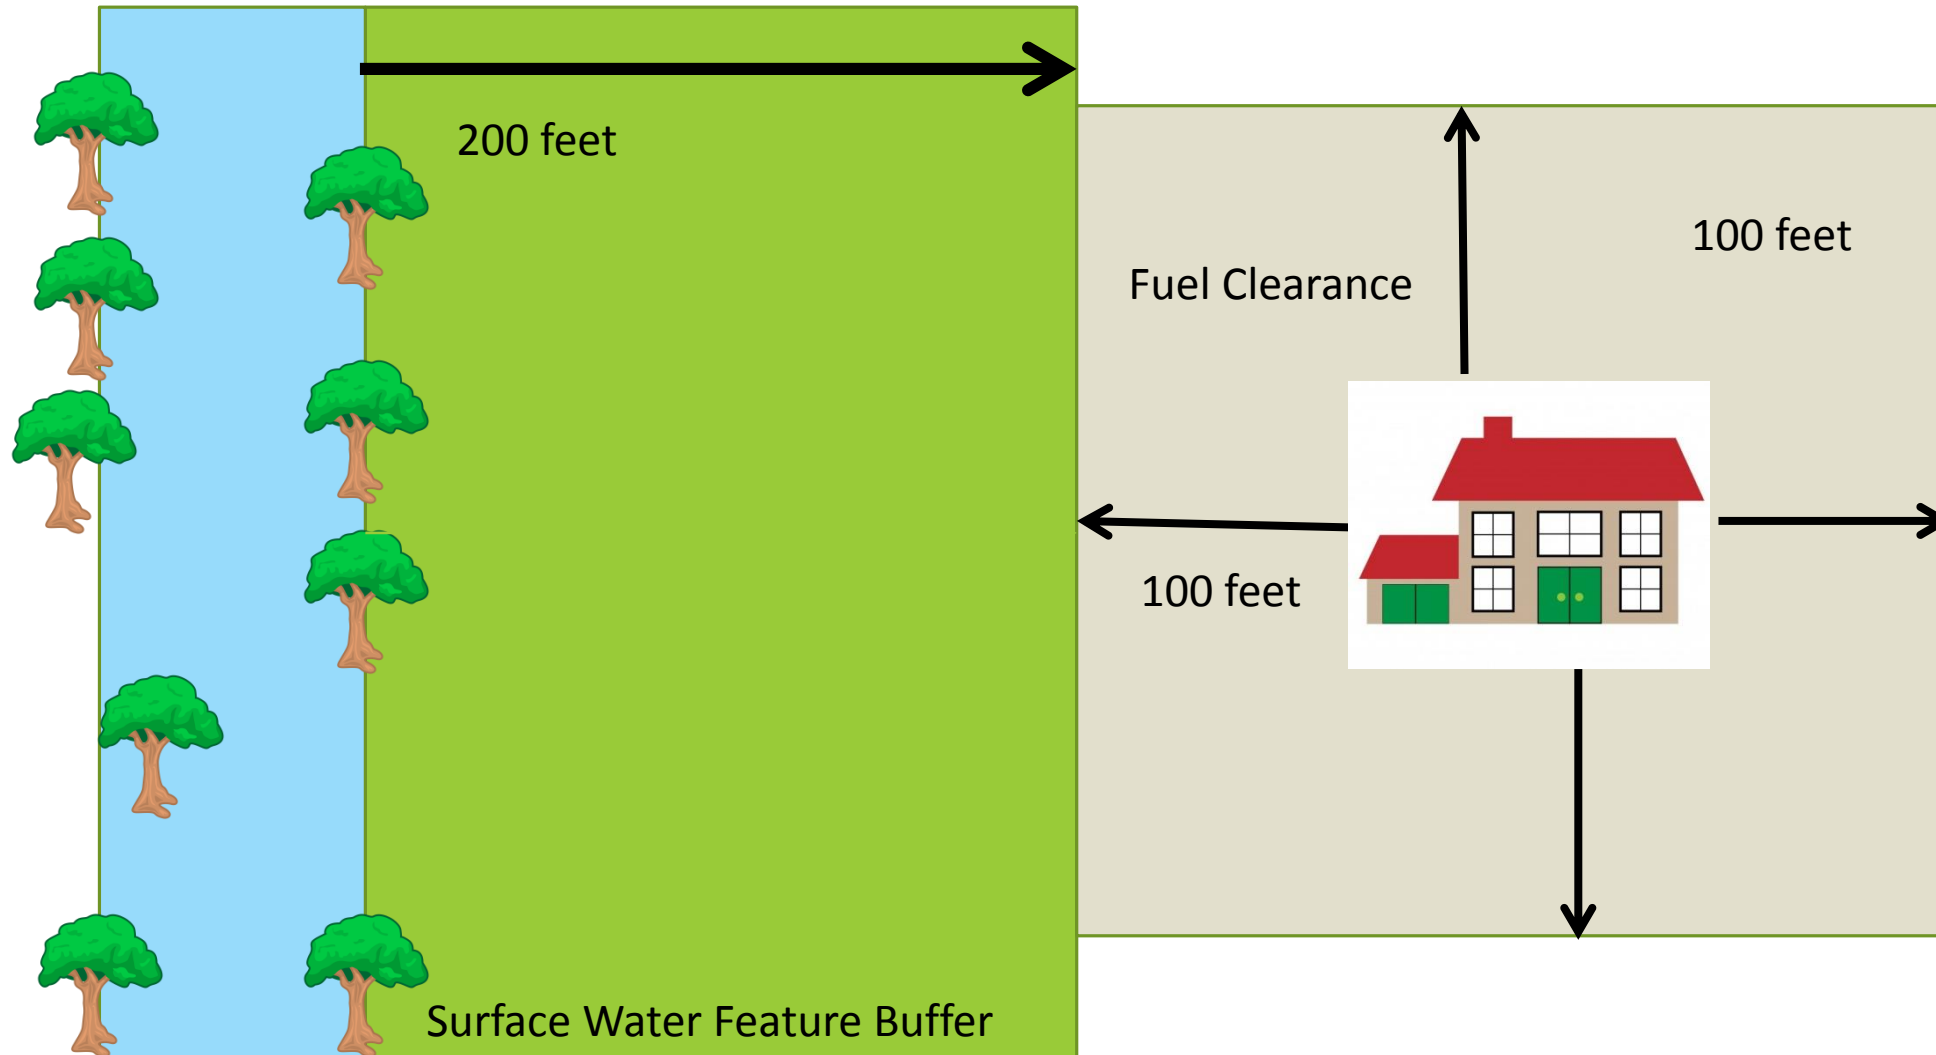 200 feet
100 feet
Fuel Clearance
100 feet
Surface Water Feature Buffer